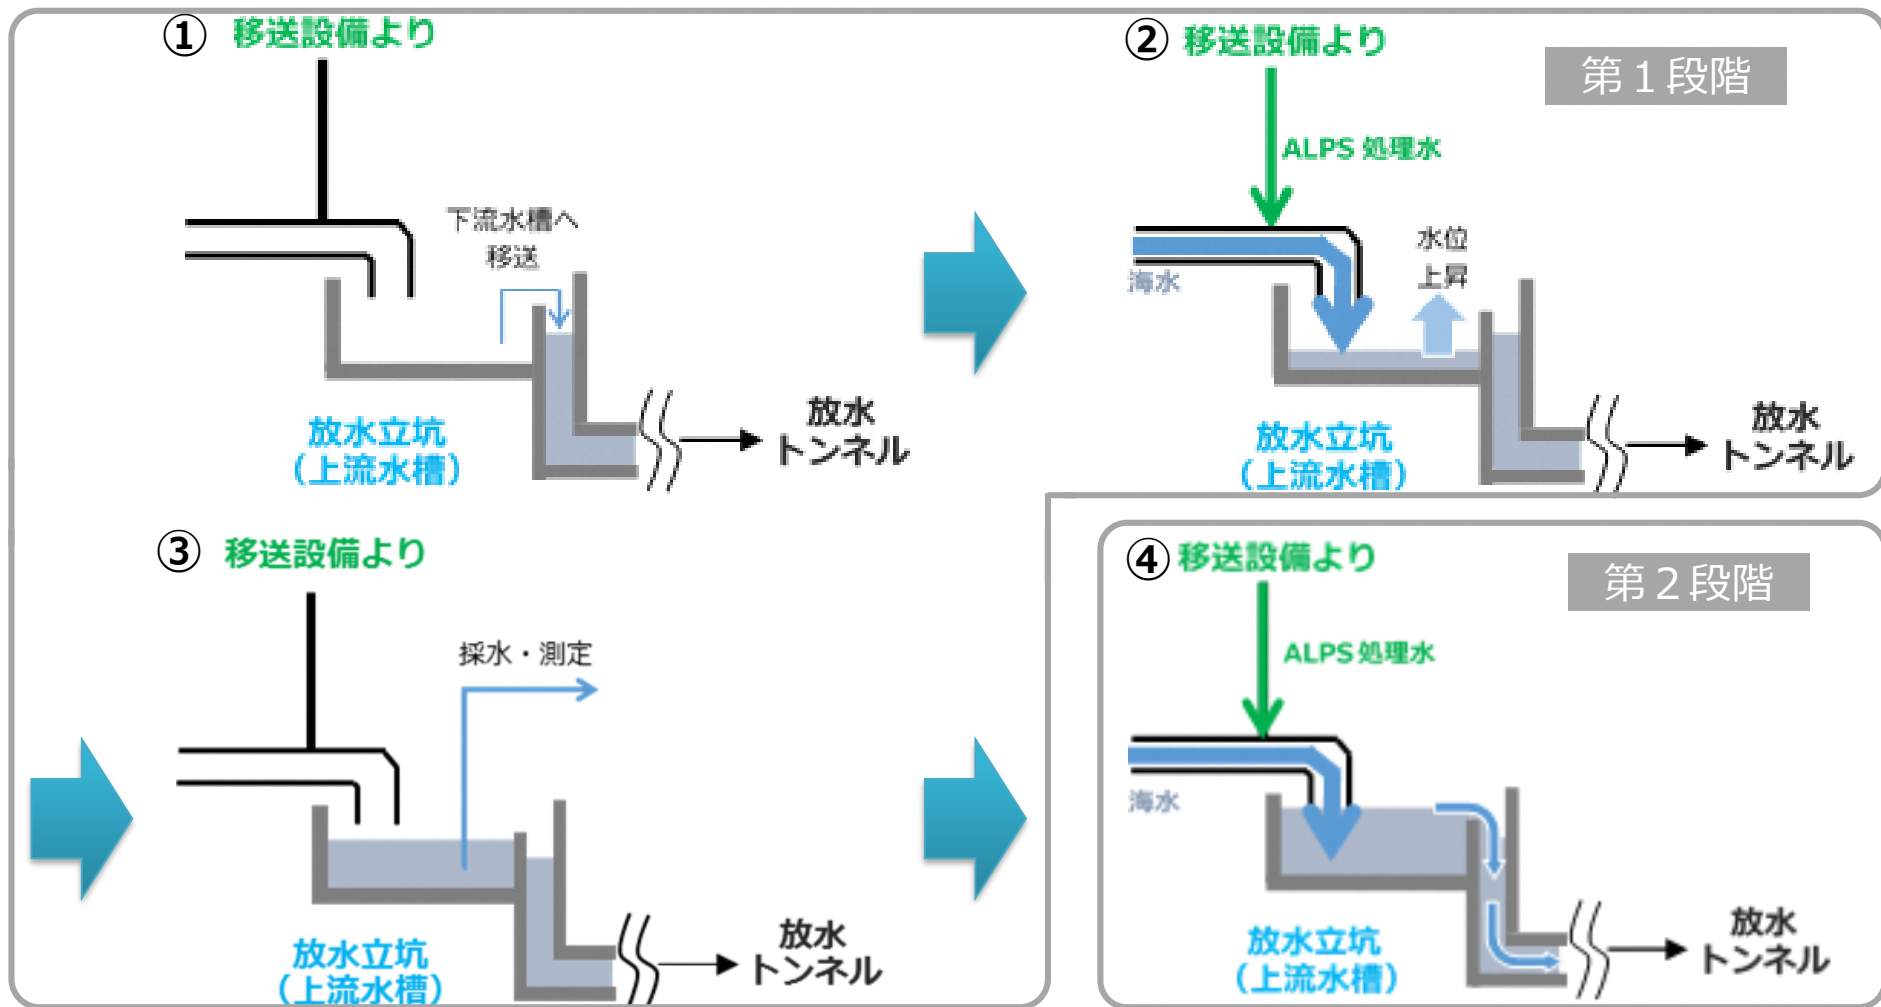 ① 移送設備より
下流水槽へ
移送
放水立坑
（上流水槽）
放水
トンネル
② 移送設備より
第１段階
ALPS 処理水
海水
水位
上昇
放水立坑
（上流水槽）
放水
トンネル
③ 移送設備より
採水・測定
放水立坑
（上流水槽）
放水
トンネル
④ 移送設備より
第２段階
ALPS 処理水
海水
放水立坑
（上流水槽）
放水
トンネル